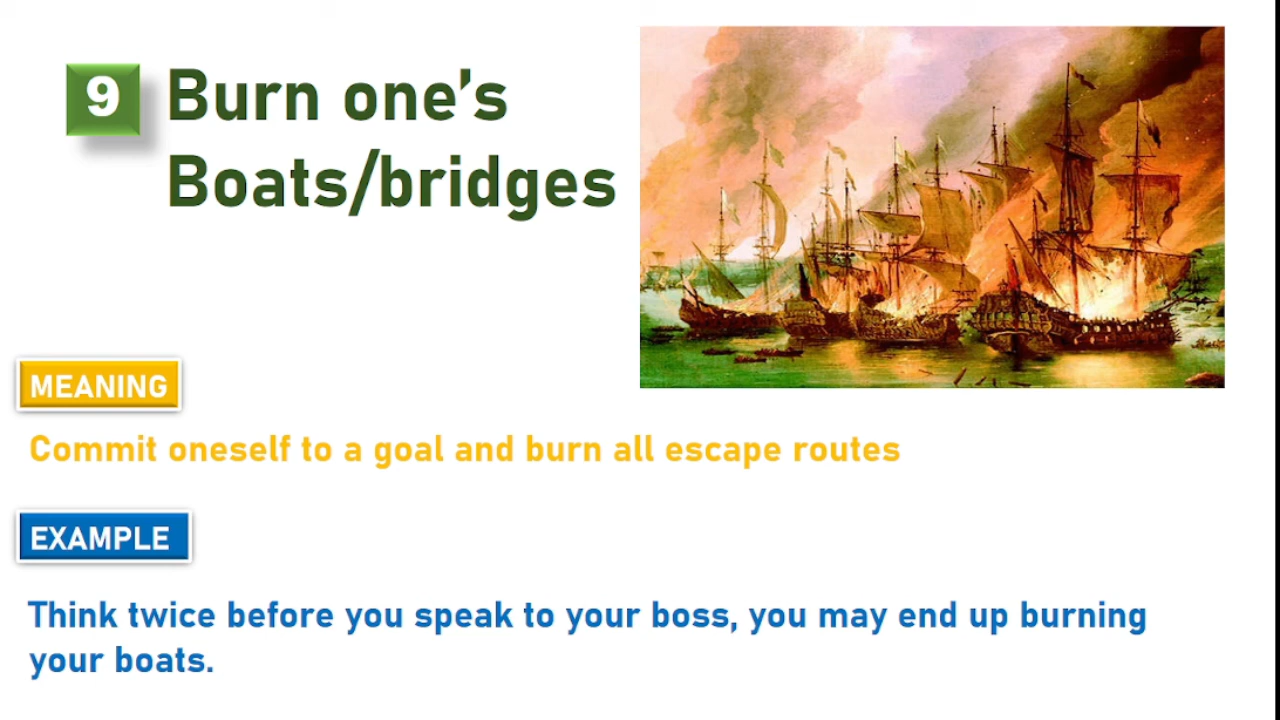 9
Burn one's
Boats/bridges
MEANING
Commit oneself to a goal and burn all escape routes
EXAMPLE
Think twice before you speak to your boss, you may end up burning
your boats.